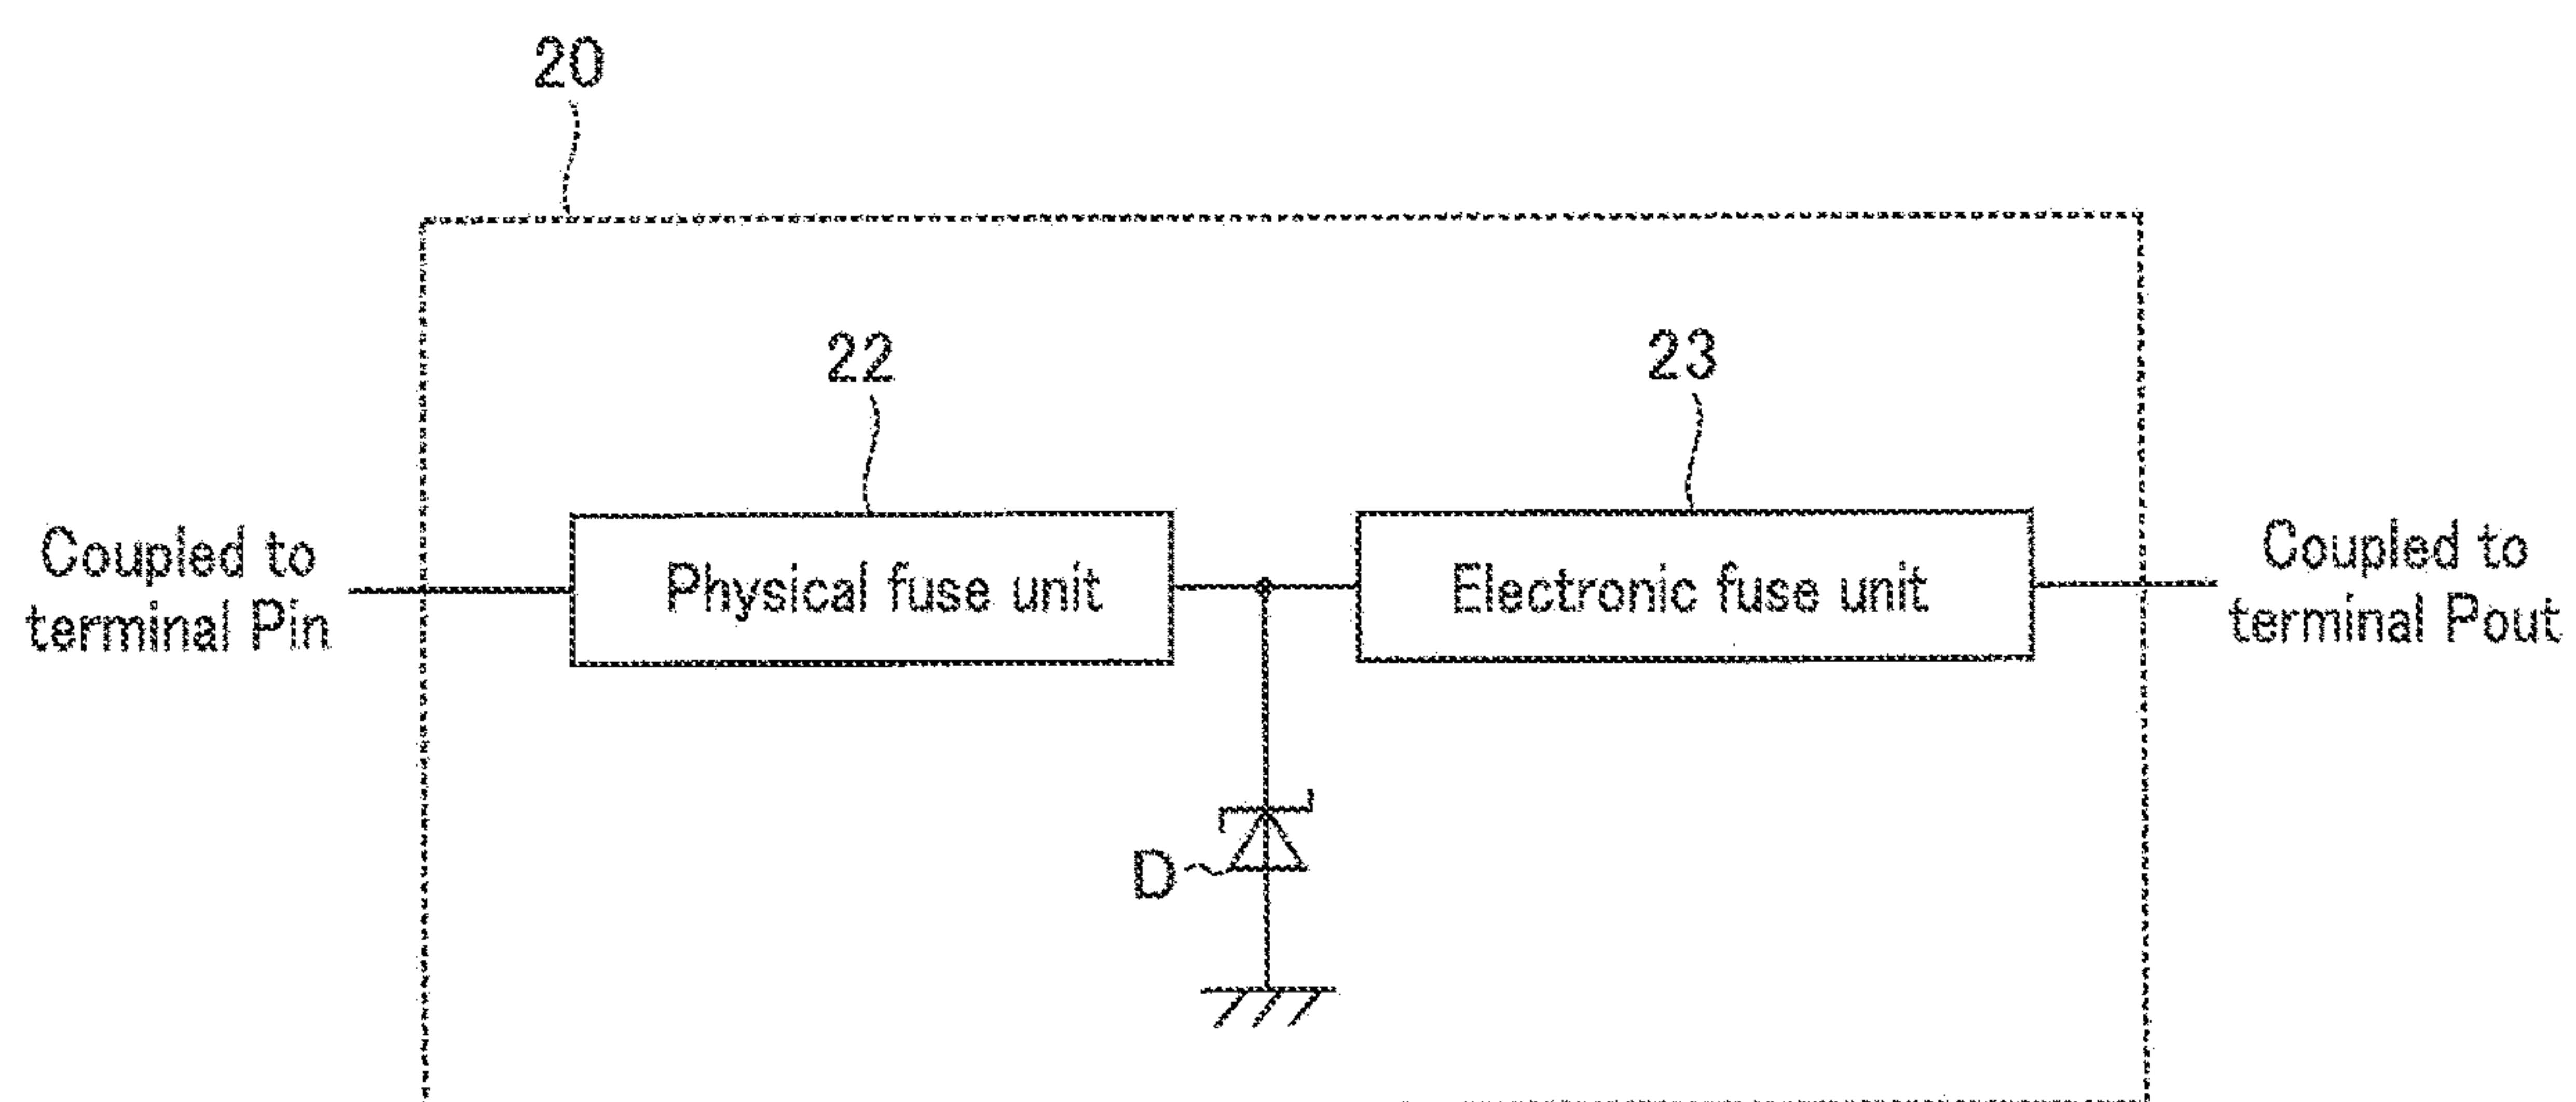 20
22
23
Coupled to
terminal Pin
Physical fuse unit
Electronic fuse unit
Coupled to
terminal Pout
D